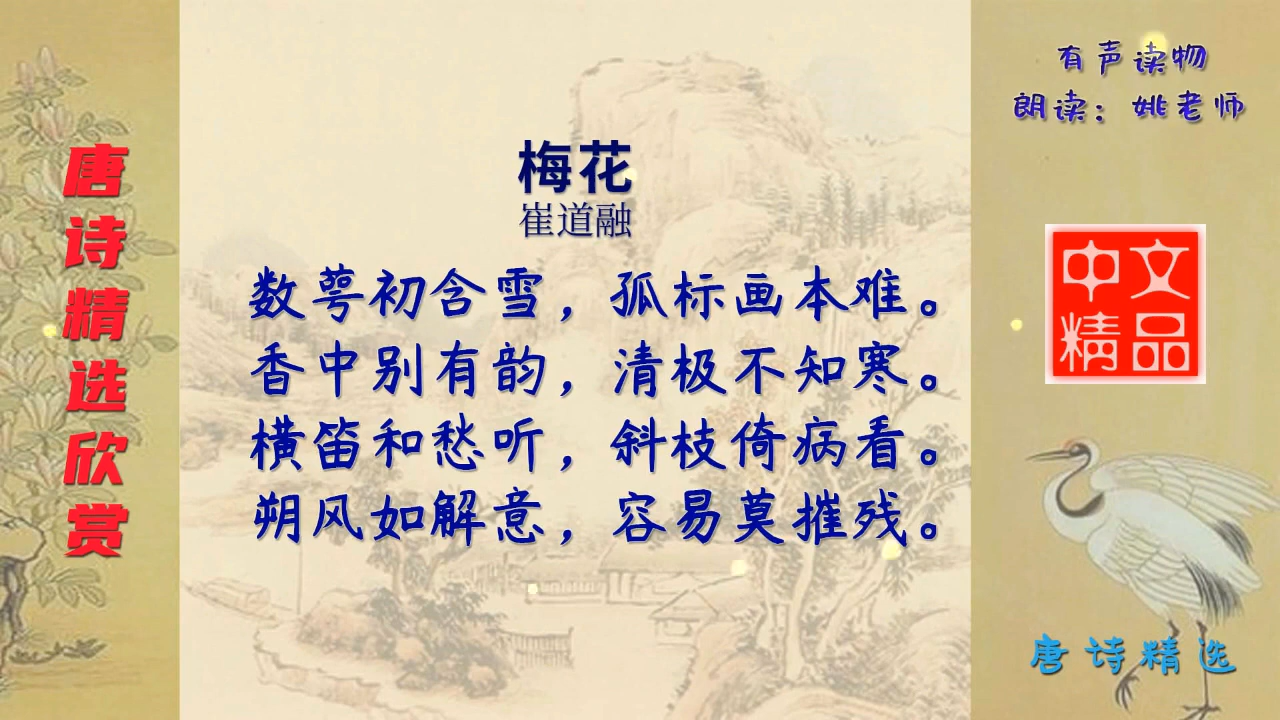 唐诗精选欣赏
梅花
崔道融
数萼初含雪，孤标画本难。
香中别有韵，清极不知寒。
横笛和愁听，斜枝倚病看。
朔风如解意，容易莫摧残。
有声读物
朗读：姚老师
中文
精品
唐诗精选